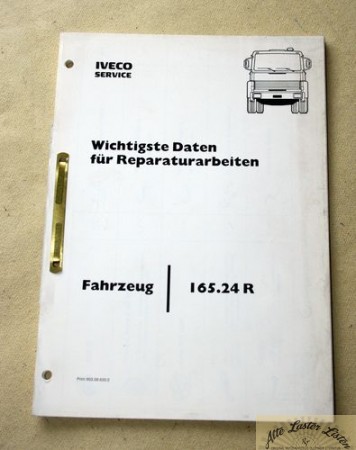 IVECO
SERVICE
Wichtigste Daten
für Reparaturarbeiten
Fahrzeug
165.24 R
Alte Laster Listen